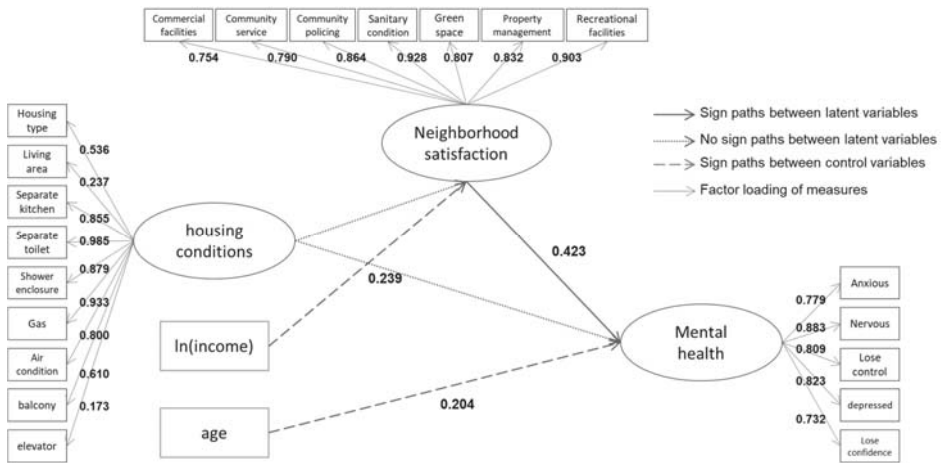 Commercial
facilities
Community
service
Community
policing
Sanitary
condition
Green
space
Property
management
Recreational
facilities
0.754
0.790
0.864
0.928
0.807
0.832
0.903
Neighborhood
satisfaction
Sign paths between latent variables
No sign paths between latent variables
Sign paths between control variables
Factor loading of measures
Housing
type
0.536
Living
area
0.237
Separate
kitchen
0.855
Separate
toilet
0.985
Shower
enclosure
0.879
Gas
0.933
Air
condition
0.800
balcony
0.610
elevator
0.173
housing
conditions
0.239
0.423
ln(income)
age
0.204
Mental
health
0.779
Anxious
0.883
Nervous
0.809
Lose
control
0.823
depressed
0.732
Lose
confidence